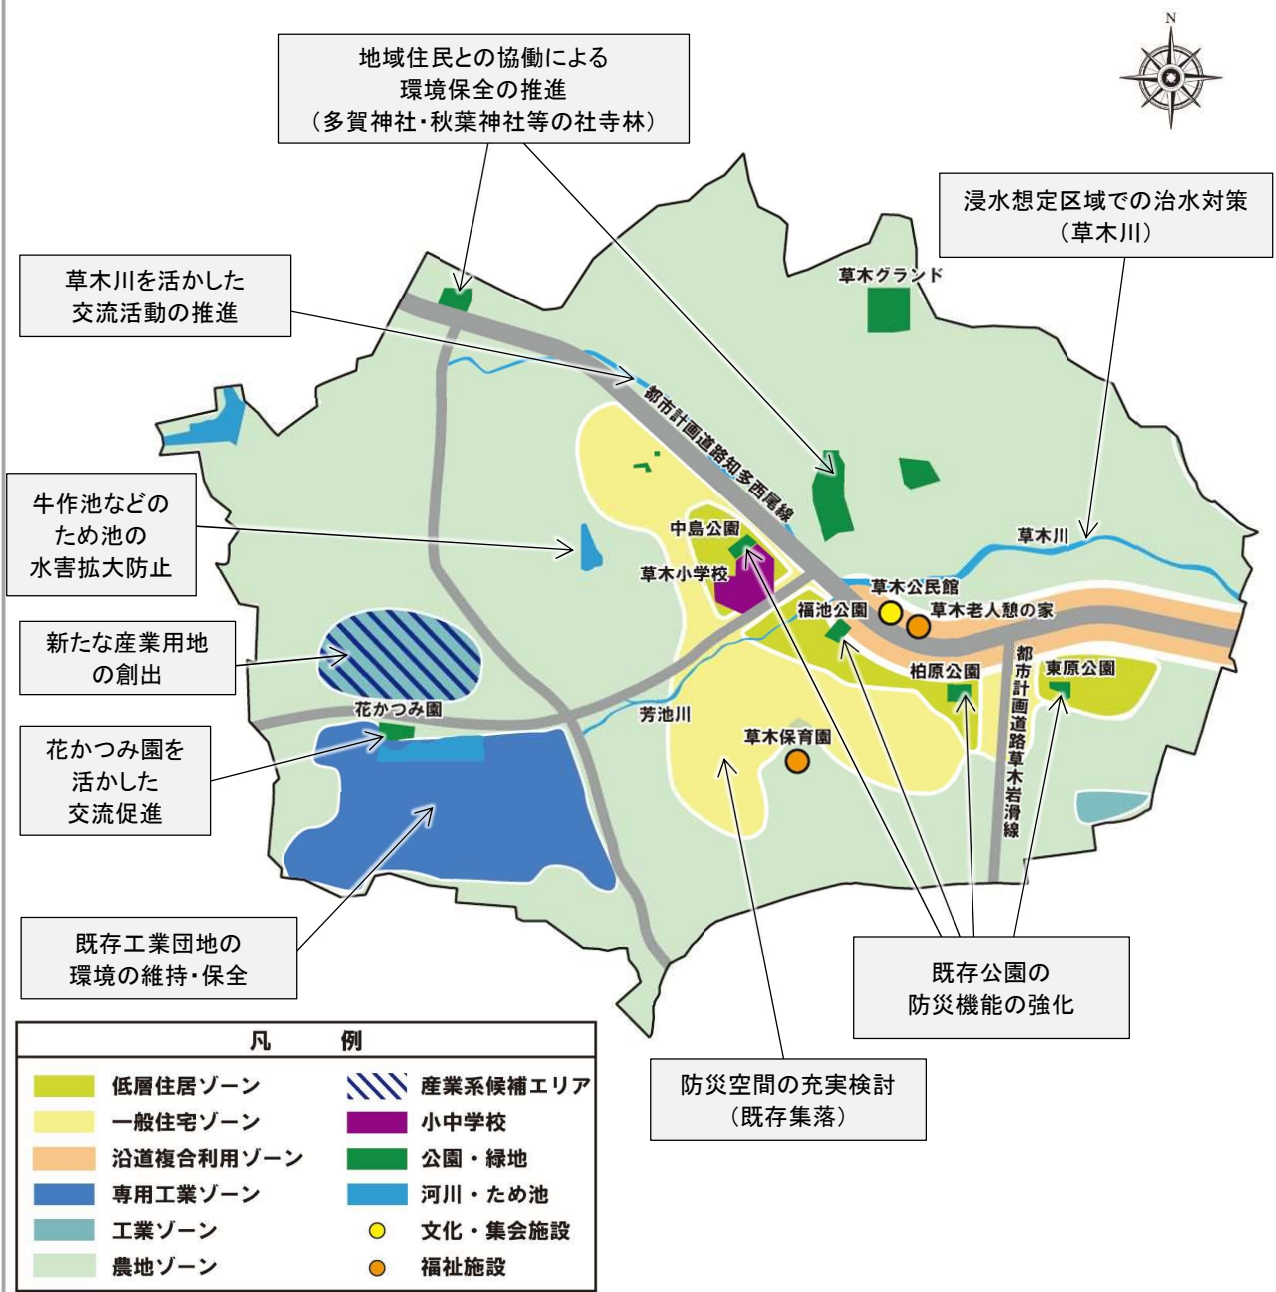 N
地域住民との協働による
環境保全の推進
（多賀神社・秋葉神社等の社寺林）
浸水想定区域での治水対策
（草木川）
草木川を活かした
交流活動の推進
草木グランド
都市計画道路知多西尾線
牛作池などの
ため池の
水害拡大防止
中島公園
草木小学校
草木川
草木公民館
福池公園
草木老人憩の家
新たな産業用地
の創出
柏原公園
東原公園
都市計画道路草木岩滑線
花かつみ園
芳池川
草木保育園
花かつみ園を
活かした
交流促進
既存工業団地の
環境の維持・保全
既存公園の
防災機能の強化
防災空間の充実検討
（既存集落）
凡 例
低層住居ゾーン
一般住宅ゾーン
沿道複合利用ゾーン
専用工業ゾーン
工業ゾーン
農地ゾーン
産業系候補エリア
小中学校
公園・緑地
河川・ため池
文化・集会施設
福祉施設